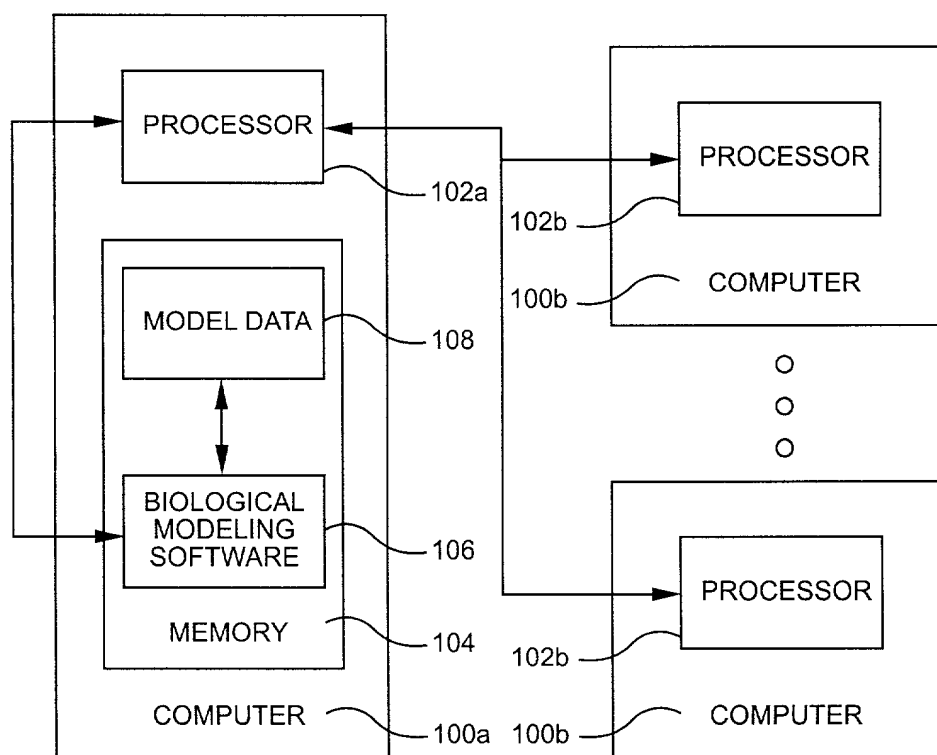 PROCESSOR
102a
MODEL DATA
108
BIOLOGICAL
MODELING
SOFTWARE
106
MEMORY
104
COMPUTER
100a
PROCESSOR
102b
COMPUTER
100b
PROCESSOR
102b
COMPUTER
100b